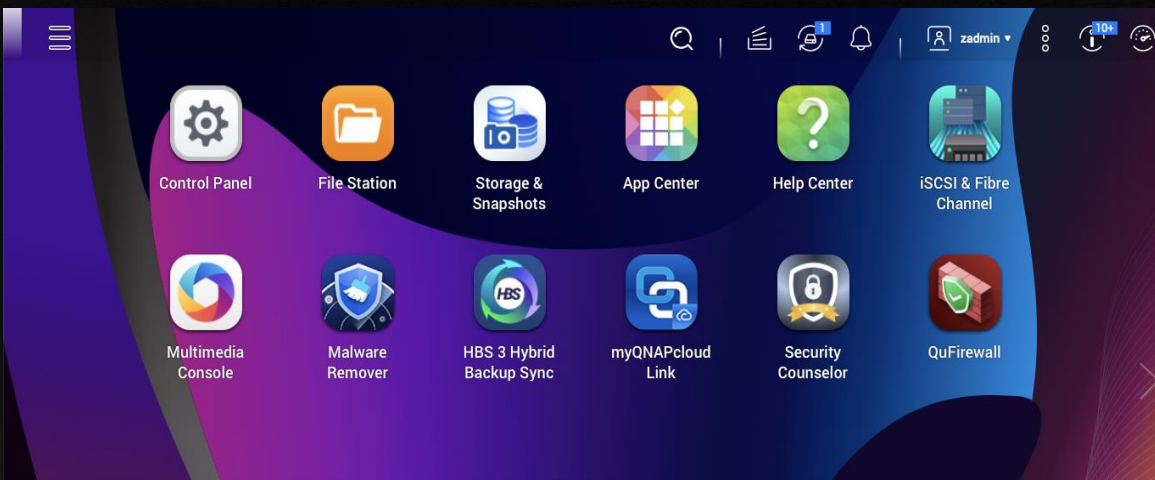 1
zadmin
10+
Control Panel
File Station
Storage &
Snapshots
App Center
Help Center
iSCSI & Fibre
Channel
HBS
Multimedia
Console
Malware
Remover
HBS 3 Hybrid
Backup Sync
myQNAPcloud
Link
Security
Counselor
QuFirewall